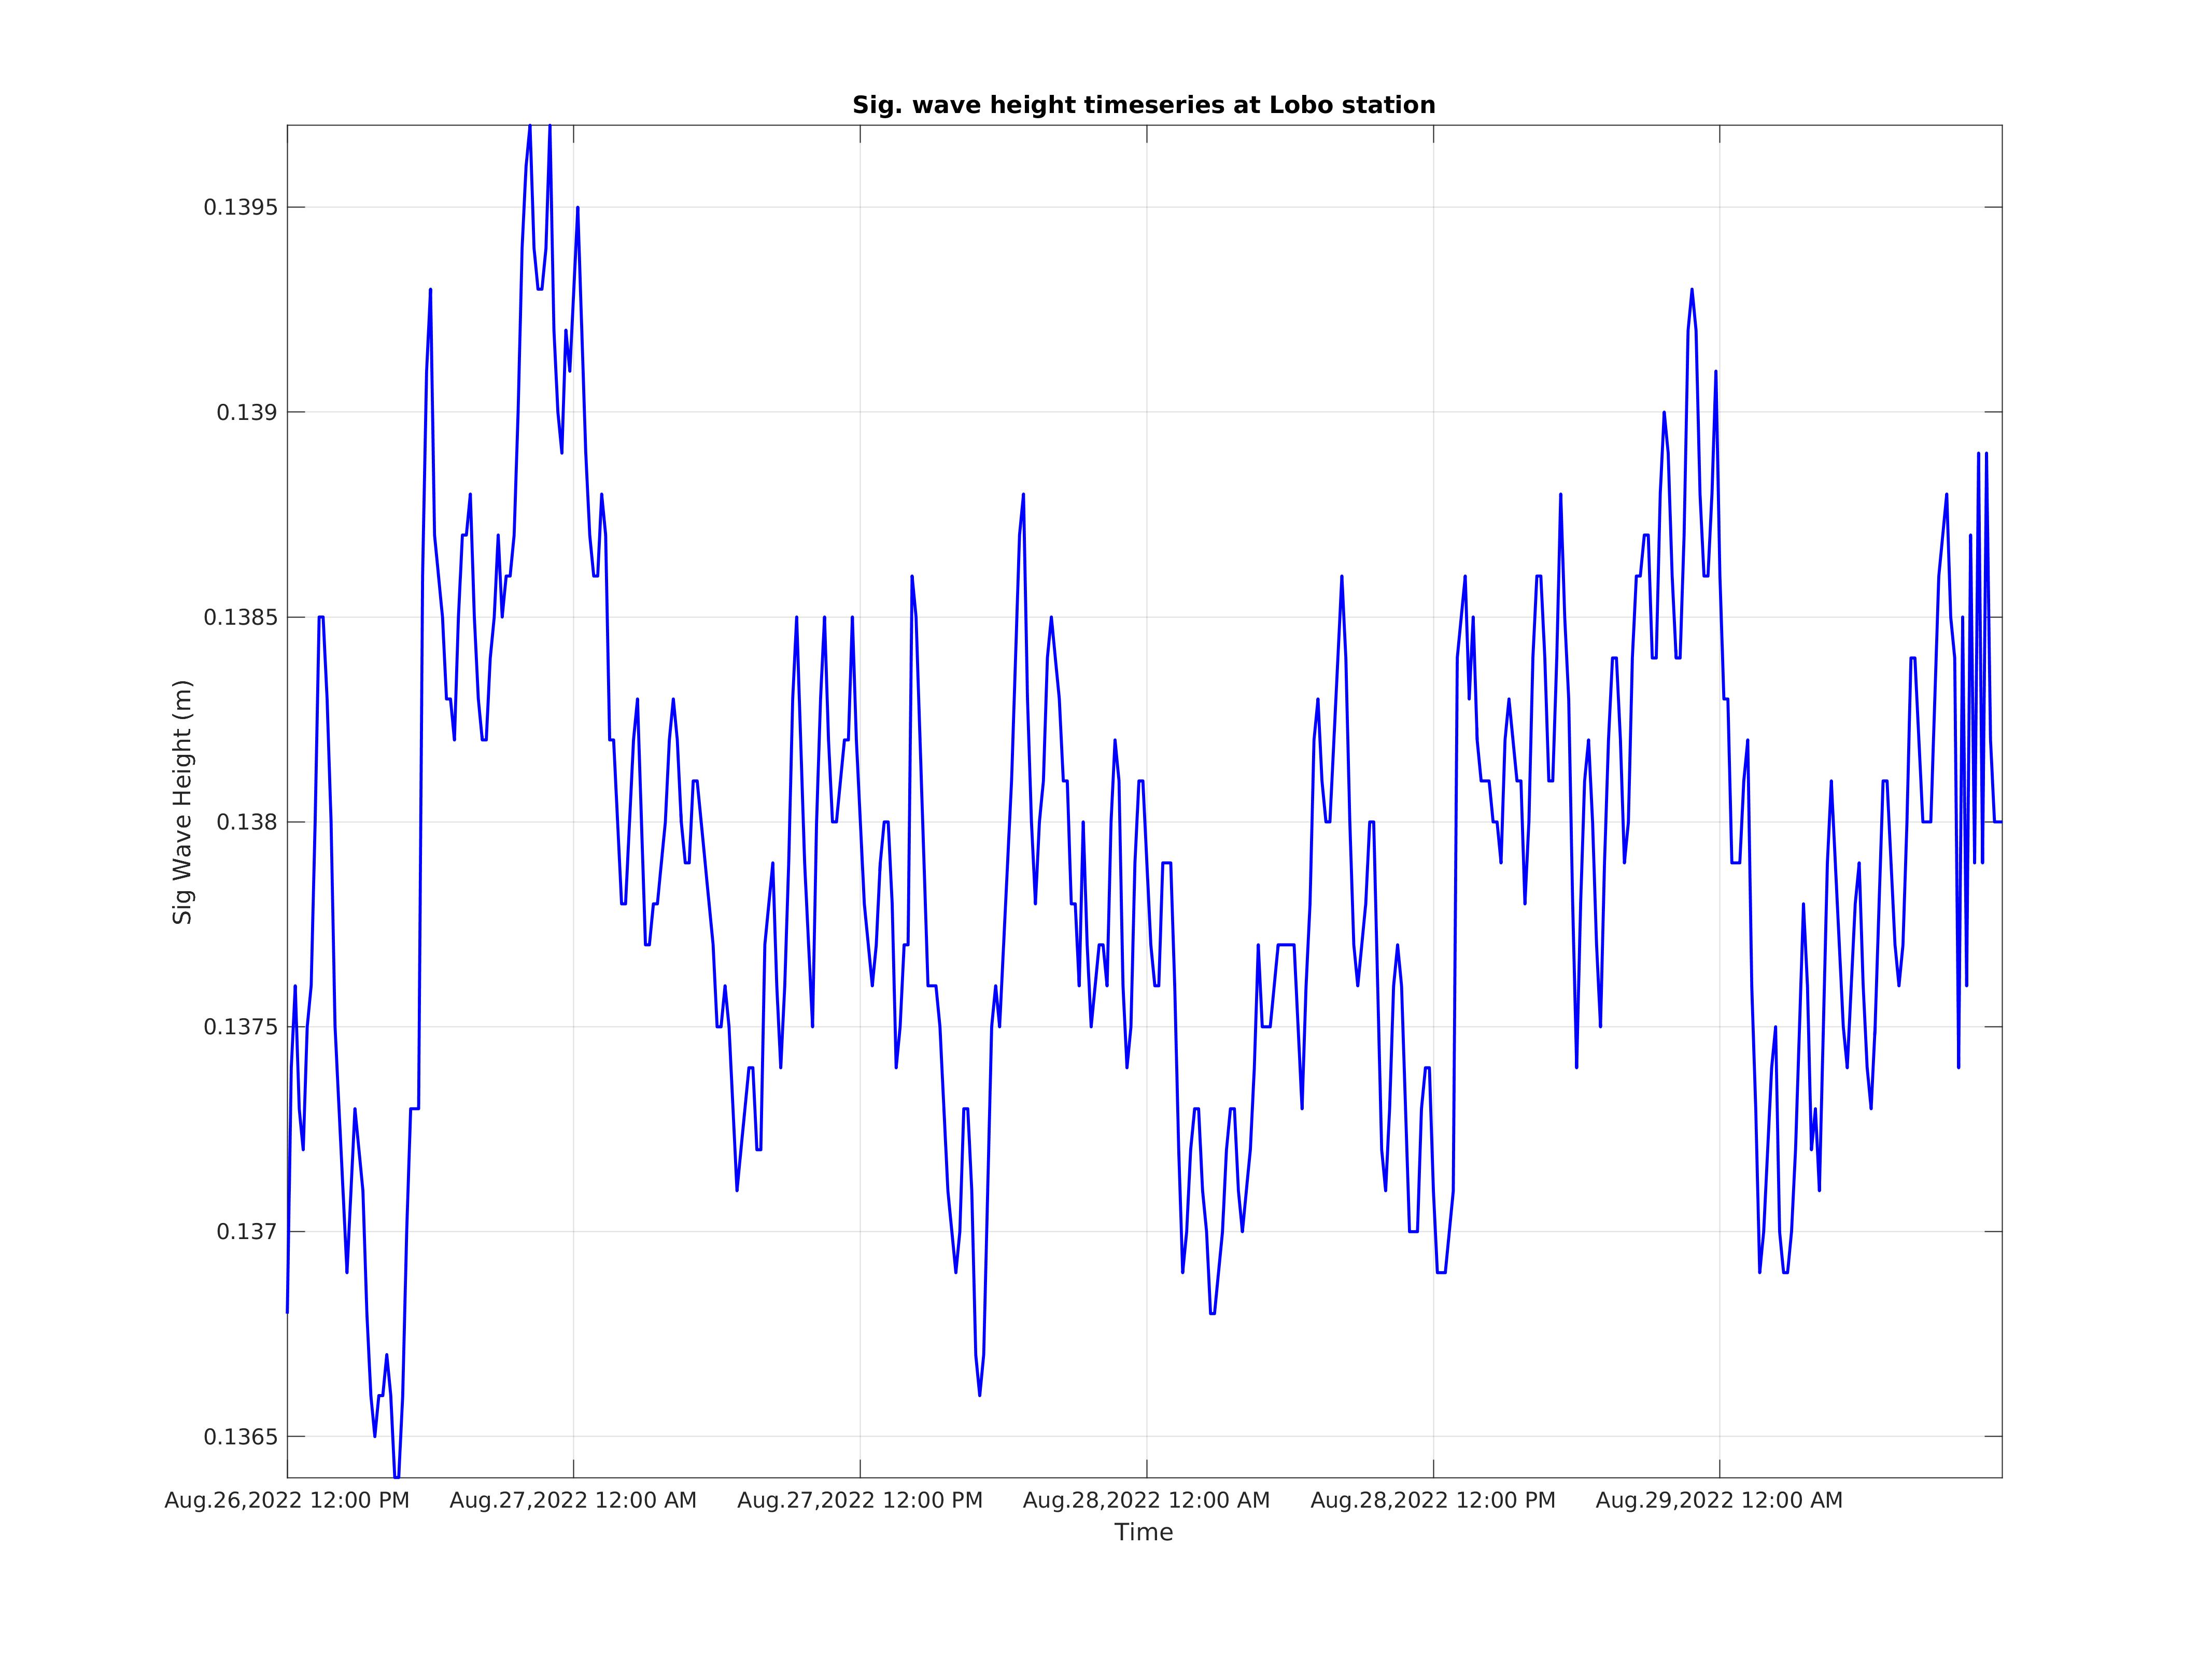 Sig. wave height timeseries at Lobo station
0.1395
0.139
0.1385
0.138
0.1375
0.137
0.1365
Sig Wave Height (m)
Aug.26,2022 12:00 PM Aug.27,2022 12:00 AM Aug.27,2022 12:00 PM Aug.28,2022 12:00 AM Aug.28,2022 12:00 PM Aug.29,2022 12:00 AM
Time